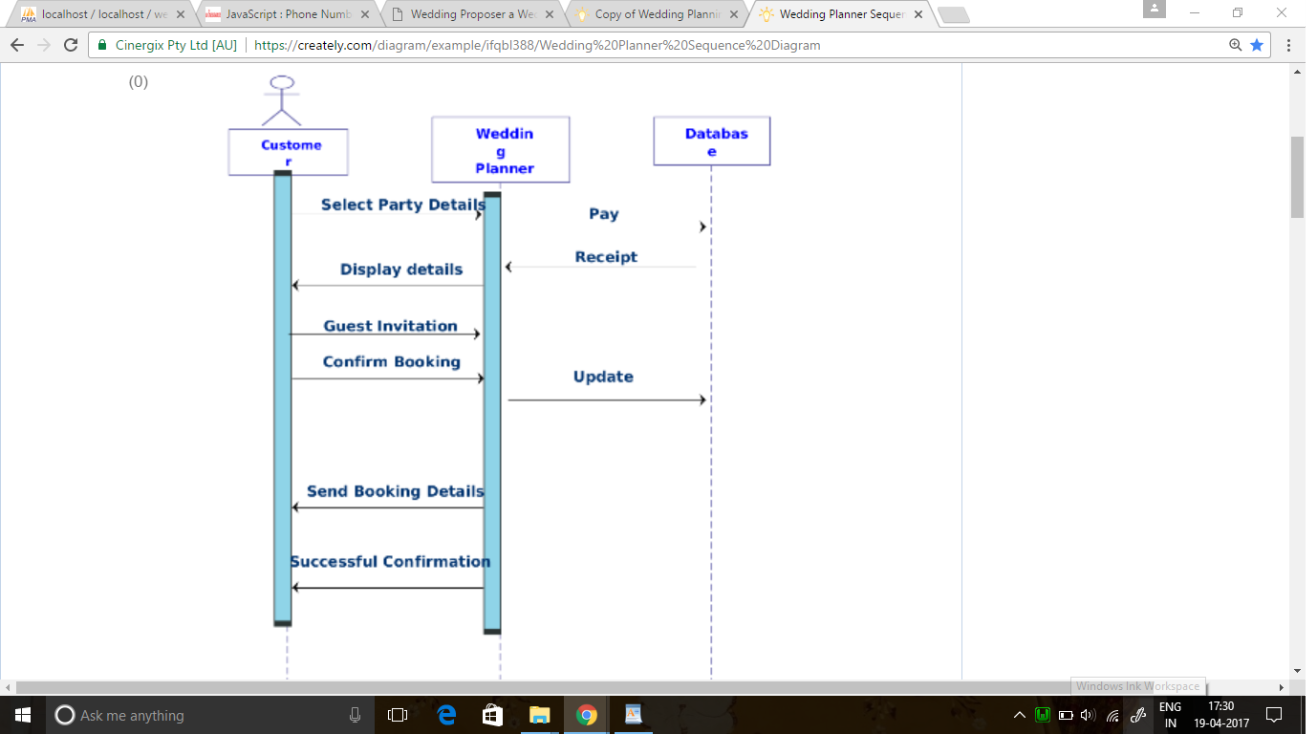 localhost / localhost / we
JavaScript : Phone Numb
Wedding Proposer a We
Copy of Wedding Plannin
Wedding Planner Sequer
Cinergix Pty Ltd [AU]
https://creately.com/diagram/example/ifqbl388/Wedding%20Planner%20Sequence%20Diagram
(0)
Custome
r
Weddin
g
Planner
Databas
e
Select Party Details
Pay
Receipt
Display details
Guest Invitation
Confirm Booking
Update
Send Booking Details
Successful Confirmation
Windows Ink Workspace
Ask me anything
ENG
IN
17:30
19-04-2017